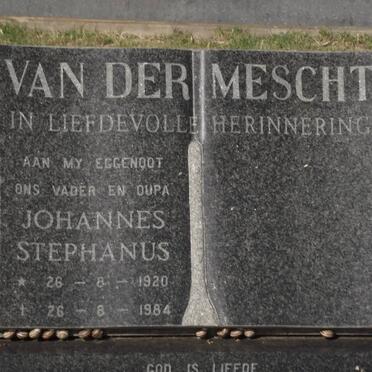 VAN DER MESCHT
IN LIEFDEVOLLE HERINNERING
AAN MY EGGENOOT
ONS VADER EN OUPA
JOHANNES
STEPHANUS
* 26 - 8 - 1920
† 26 - 8 - 1984
GOD IS LIEFDE